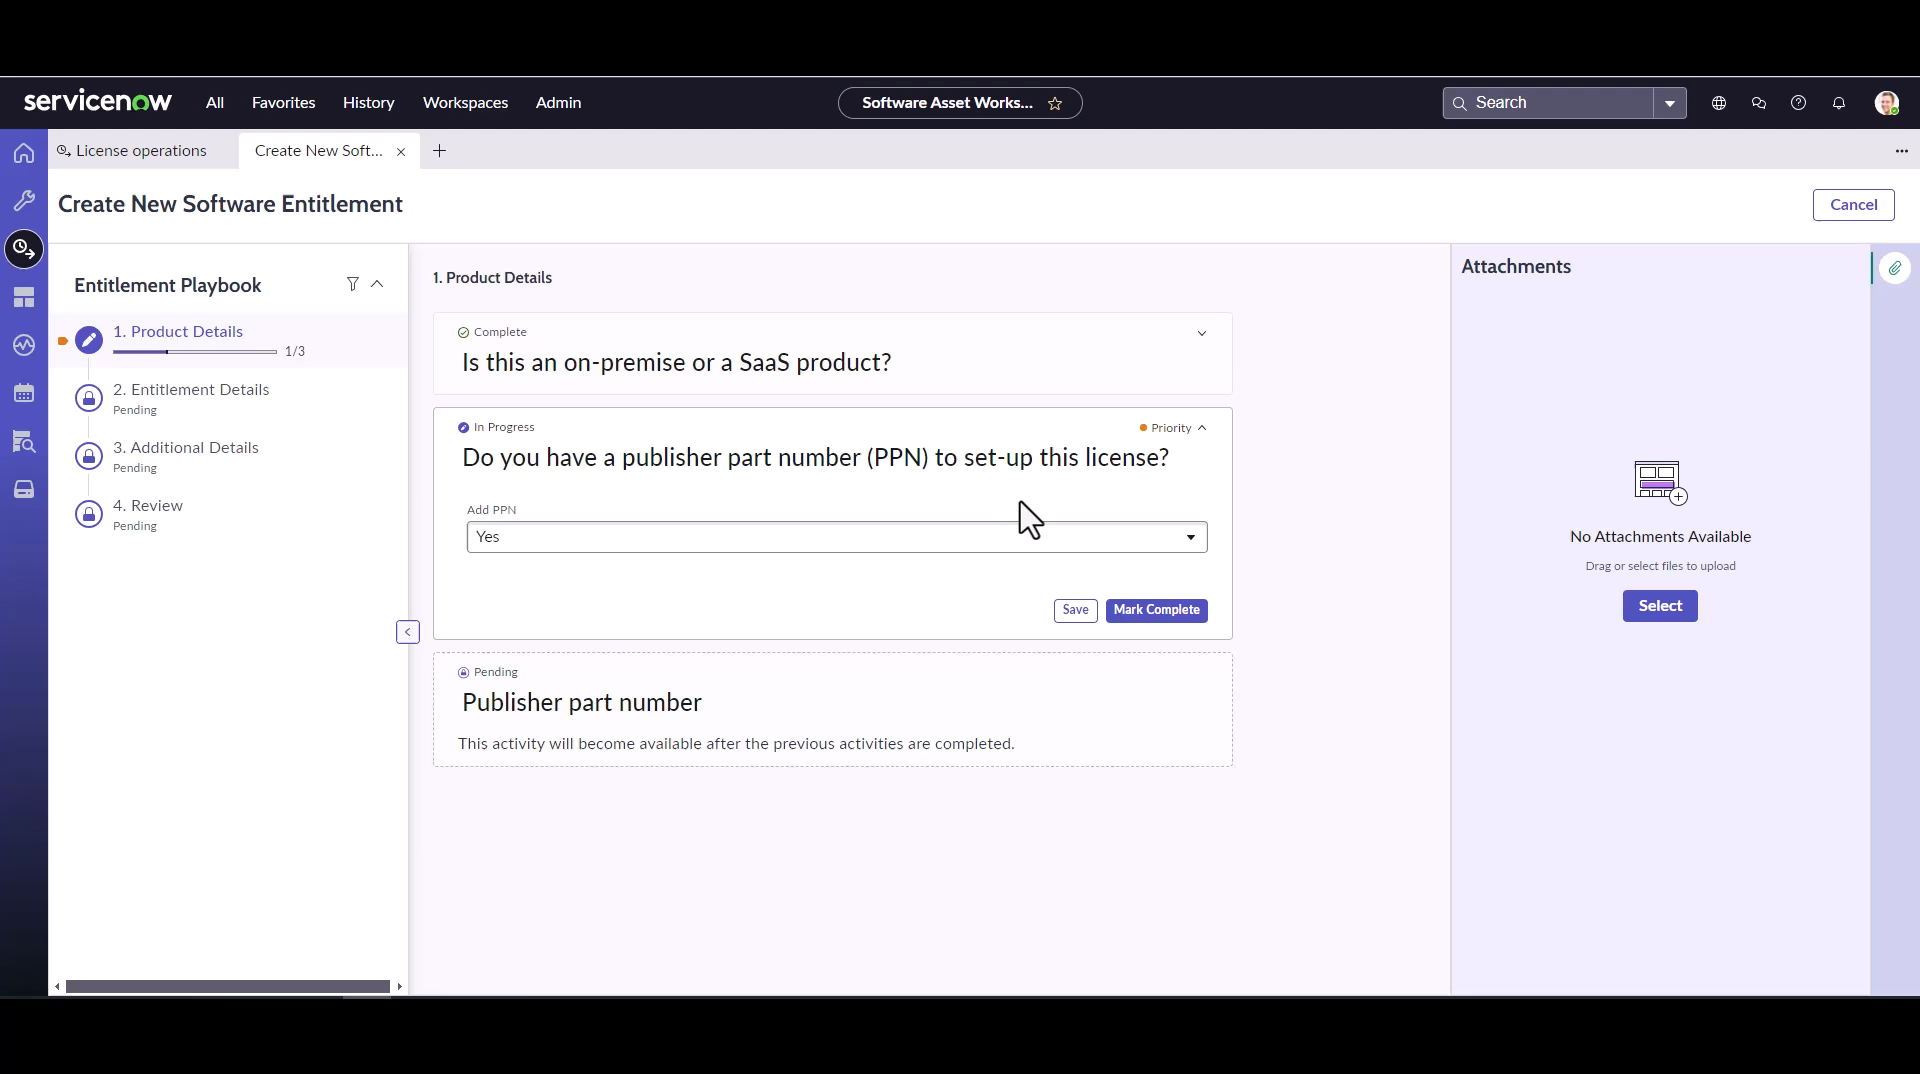 servicenow All Favorites History Workspaces Admin Software Asset Works... Search
License operations Create New Soft...
Create New Software Entitlement Cancel
Entitlement Playbook
1. Product Details
1/3
2. Entitlement Details
Pending
3. Additional Details
Pending
4. Review
Pending
1. Product Details
Complete
Is this an on-premise or a SaaS product?
In Progress Priority
Do you have a publisher part number (PPN) to set-up this license?
Add PPN
Yes
Save Mark Complete
Pending
Publisher part number
This activity will become available after the previous activities are completed.
Attachments
No Attachments Available
Drag or select files to upload
Select